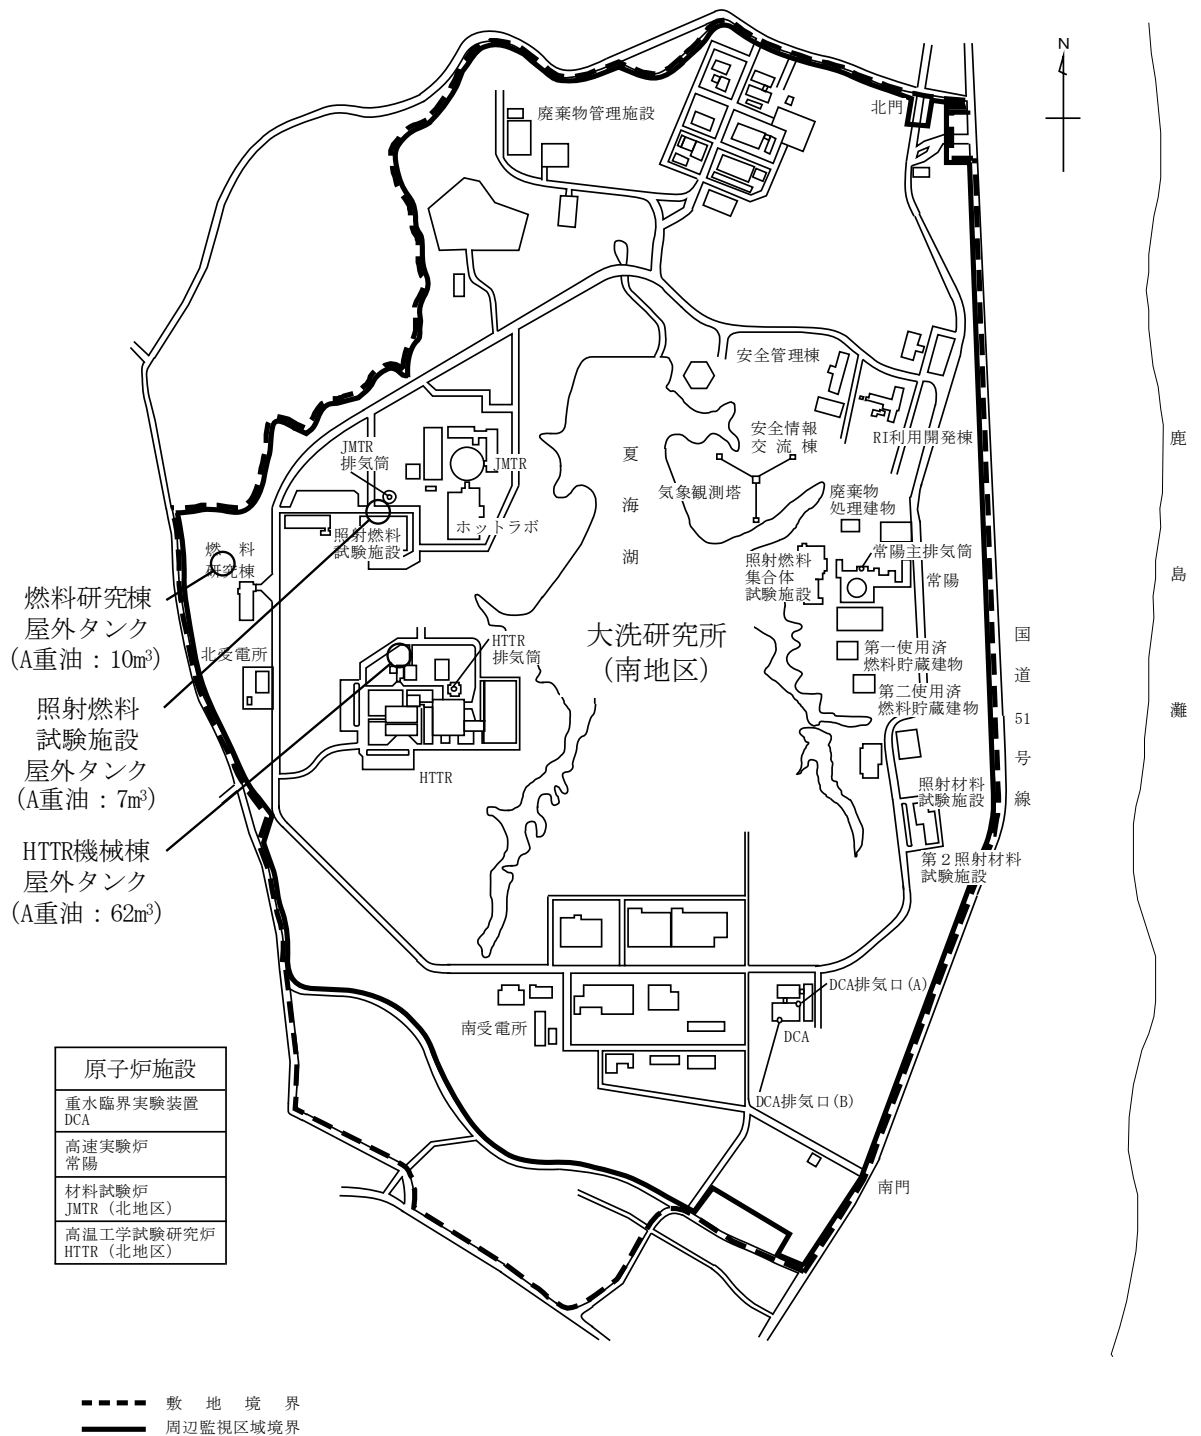 N
廃棄物管理施設
北門
安全管理棟
鹿島灘
安全情報
交流棟
RI利用開発棟
夏海湖
気象観測塔
JMTR
排気筒
JMTR
ホットラボ
照射燃料
試験施設
廃棄物
処理建物
常陽主排気筒
常陽
照射燃料
集合体
試験施設
燃料
研究棟
燃料研究棟
屋外タンク
(A重油：10m³)
北受電所
HTTR
排気筒
大洗研究所
(南地区)
国道51号線
第一使用済
燃料貯蔵建物
第二使用済
燃料貯蔵建物
照射燃料
試験施設
屋外タンク
(A重油：7m³)
HTTR
照射材料
試験施設
HTTR機械棟
屋外タンク
(A重油：62m³)
第２照射材料
試験施設
DCA排気口(A)
南受電所
DCA
DCA排気口(B)
南門
原子炉施設
重水臨界実験装置
DCA
高速実験炉
常陽
材料試験炉
JMTR (北地区)
高温工学試験研究炉
HTTR (北地区)
敷地境界
周辺監視区域境界